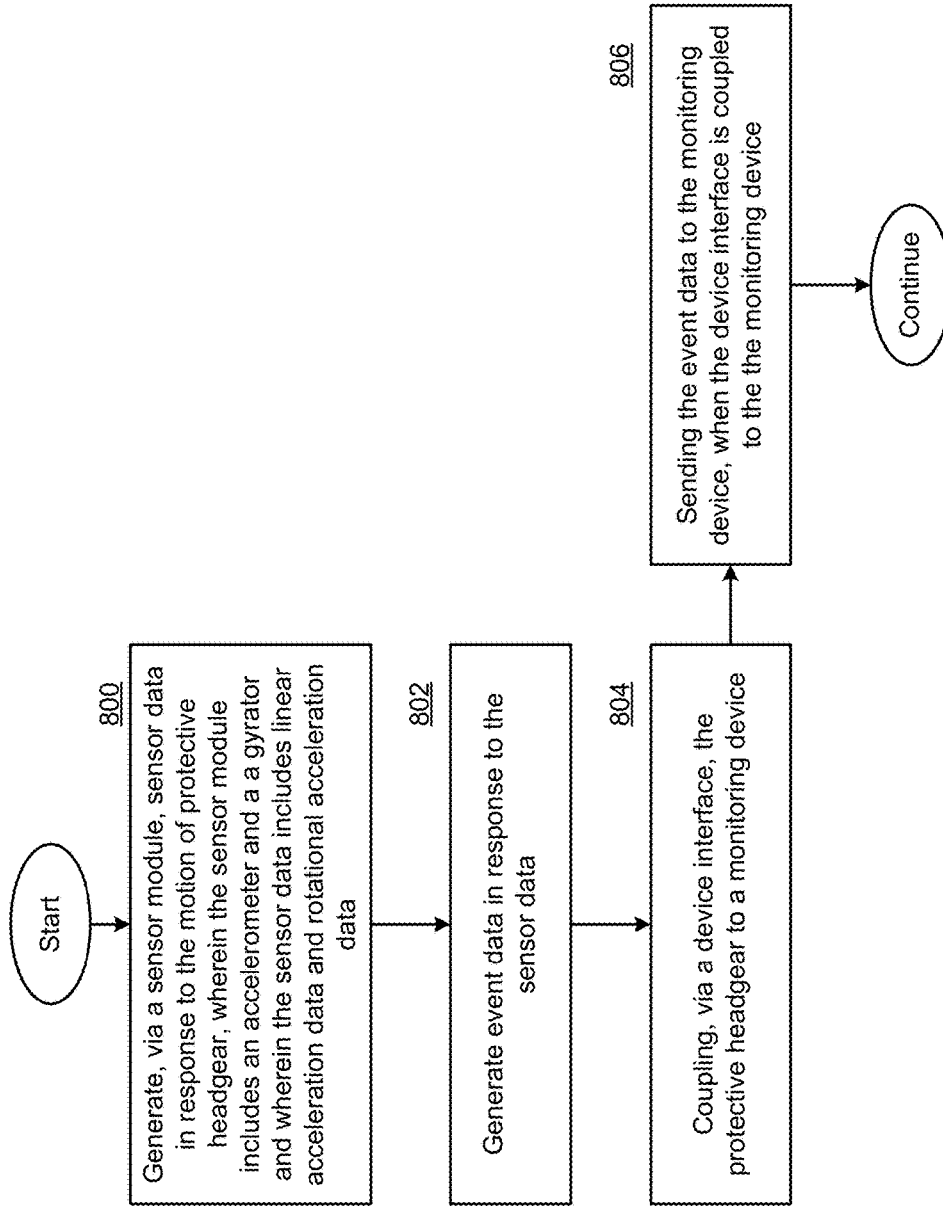 Start
800
Generate, via a sensor module, sensor data
in response to the motion of protective
headgear, wherein the sensor module
includes an accelerometer and a a gyrator
and wherein the sensor data includes linear
acceleration data and rotational acceleration
data
802
Generate event data in response to the
sensor data
804
Coupling, via a device interface, the
protective headgear to a monitoring device
806
Sending the event data to the monitoring
device, when the device interface is coupled
to the the monitoring device
Continue